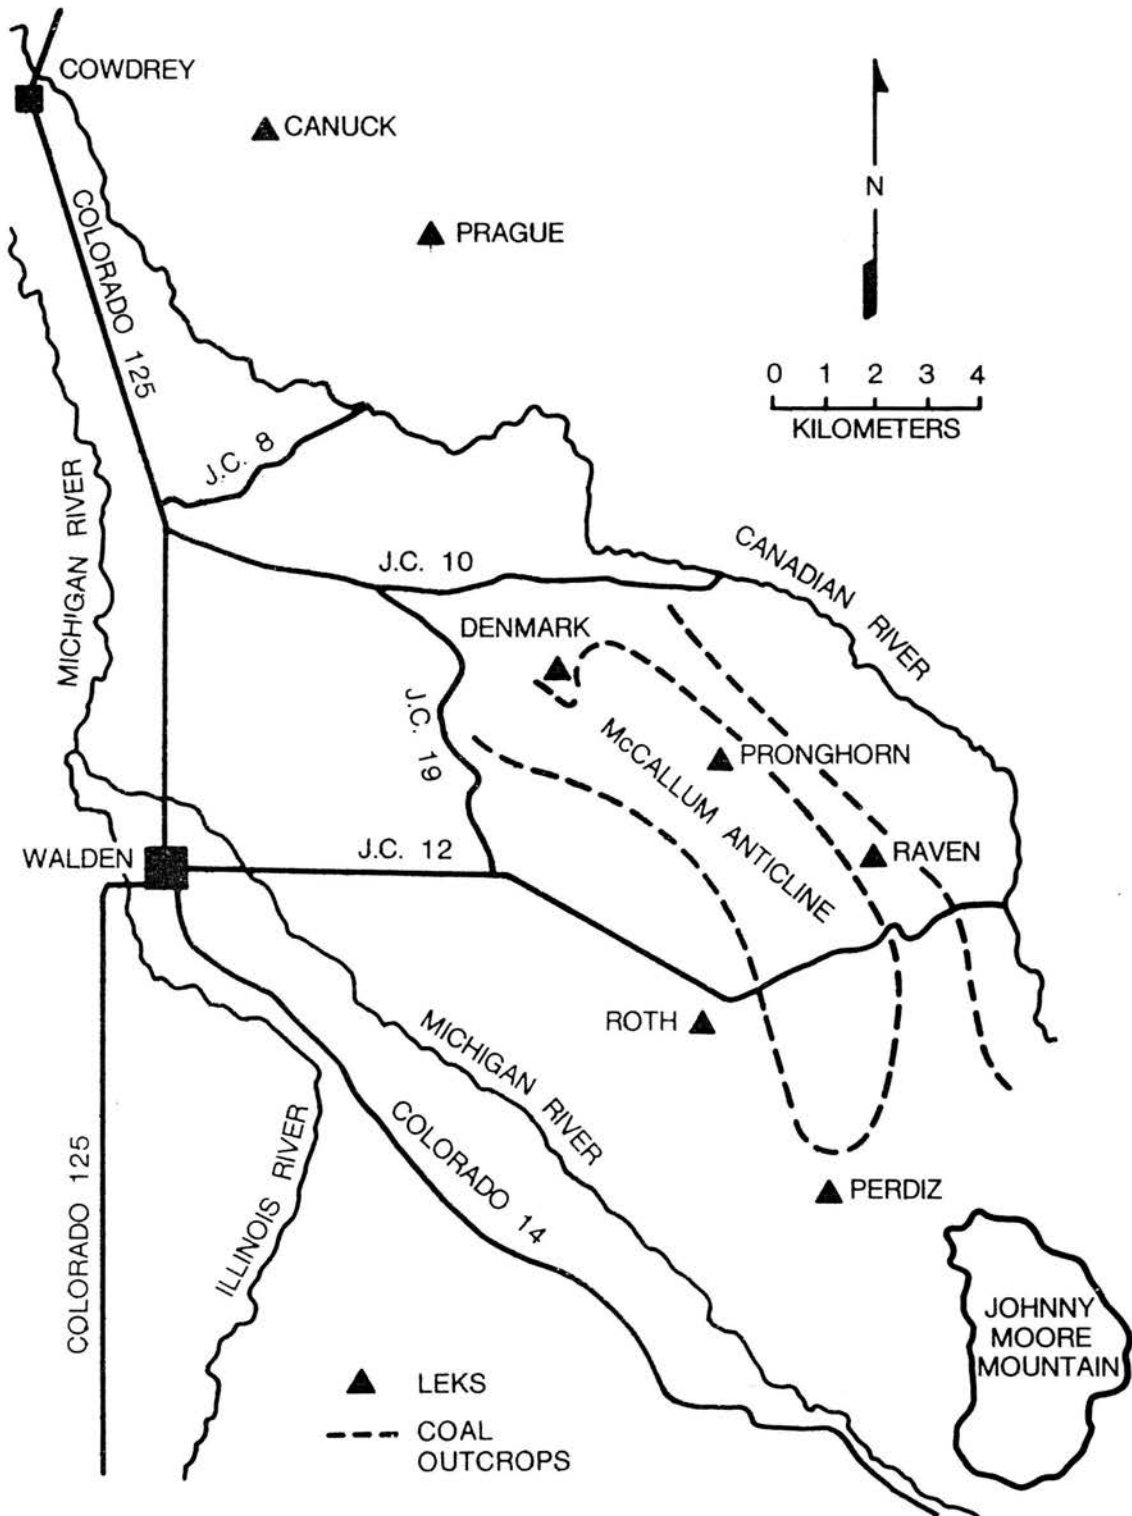 COWDREY
CANUCK
PRAGUE
N
0 1 2 3 4
KILOMETERS
COLORADO 125
J.C. 8
MICHIGAN RIVER
J.C. 10
CANADIAN RIVER
DENMARK
J.C. 19
McCALLUM ANTICLINE
PRONGHORN
WALDEN
J.C. 12
RAVEN
ROTH
MICHIGAN RIVER
COLORADO 14
COLORADO 125
ILLINOIS RIVER
PERDIZ
JOHNNY
MOORE
MOUNTAIN
LEKS
COAL
OUTCROPS